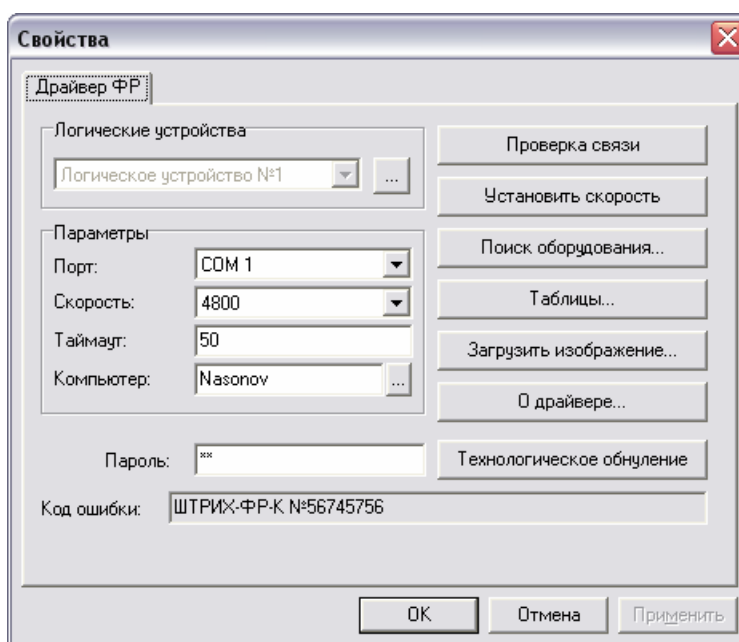 Свойства
Драйвер ФР
Логические устройства
Логическое устройство №1
...
Параметры
Порт:
COM 1
Скорость:
4800
Таймаут:
50
Компьютер:
Nasonov
...
Проверка связи
Установить скорость
Поиск оборудования...
Таблицы...
Загрузить изображение...
О драйвере...
Пароль:
**
Технологическое обнуление
Код ошибки:
ШТРИХ-ФР-К №56745756
OK
Отмена
Применить